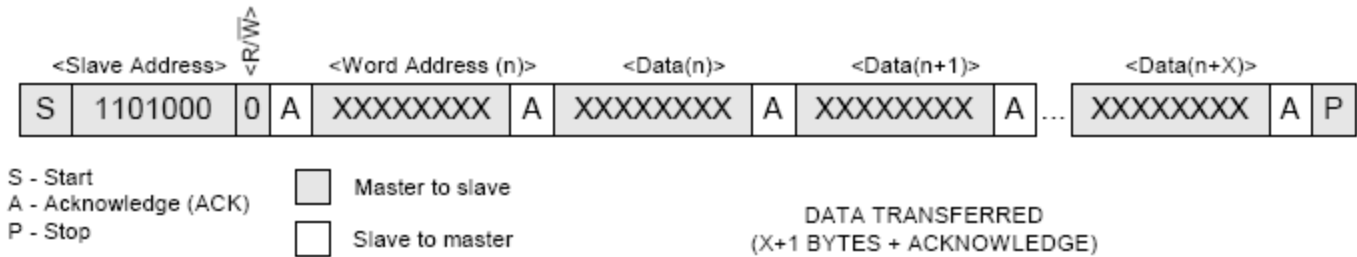 <R/W>
<Slave Address> <Word Address (n)> <Data(n)> <Data(n+1)> <Data(n+X)>
S 1101000 0 A XXXXXXXX A XXXXXXXX A XXXXXXXX A ... XXXXXXXX A P
S - Start
A - Acknowledge (ACK)
P - Stop
Master to slave
Slave to master
DATA TRANSFERRED
(X+1 BYTES + ACKNOWLEDGE)